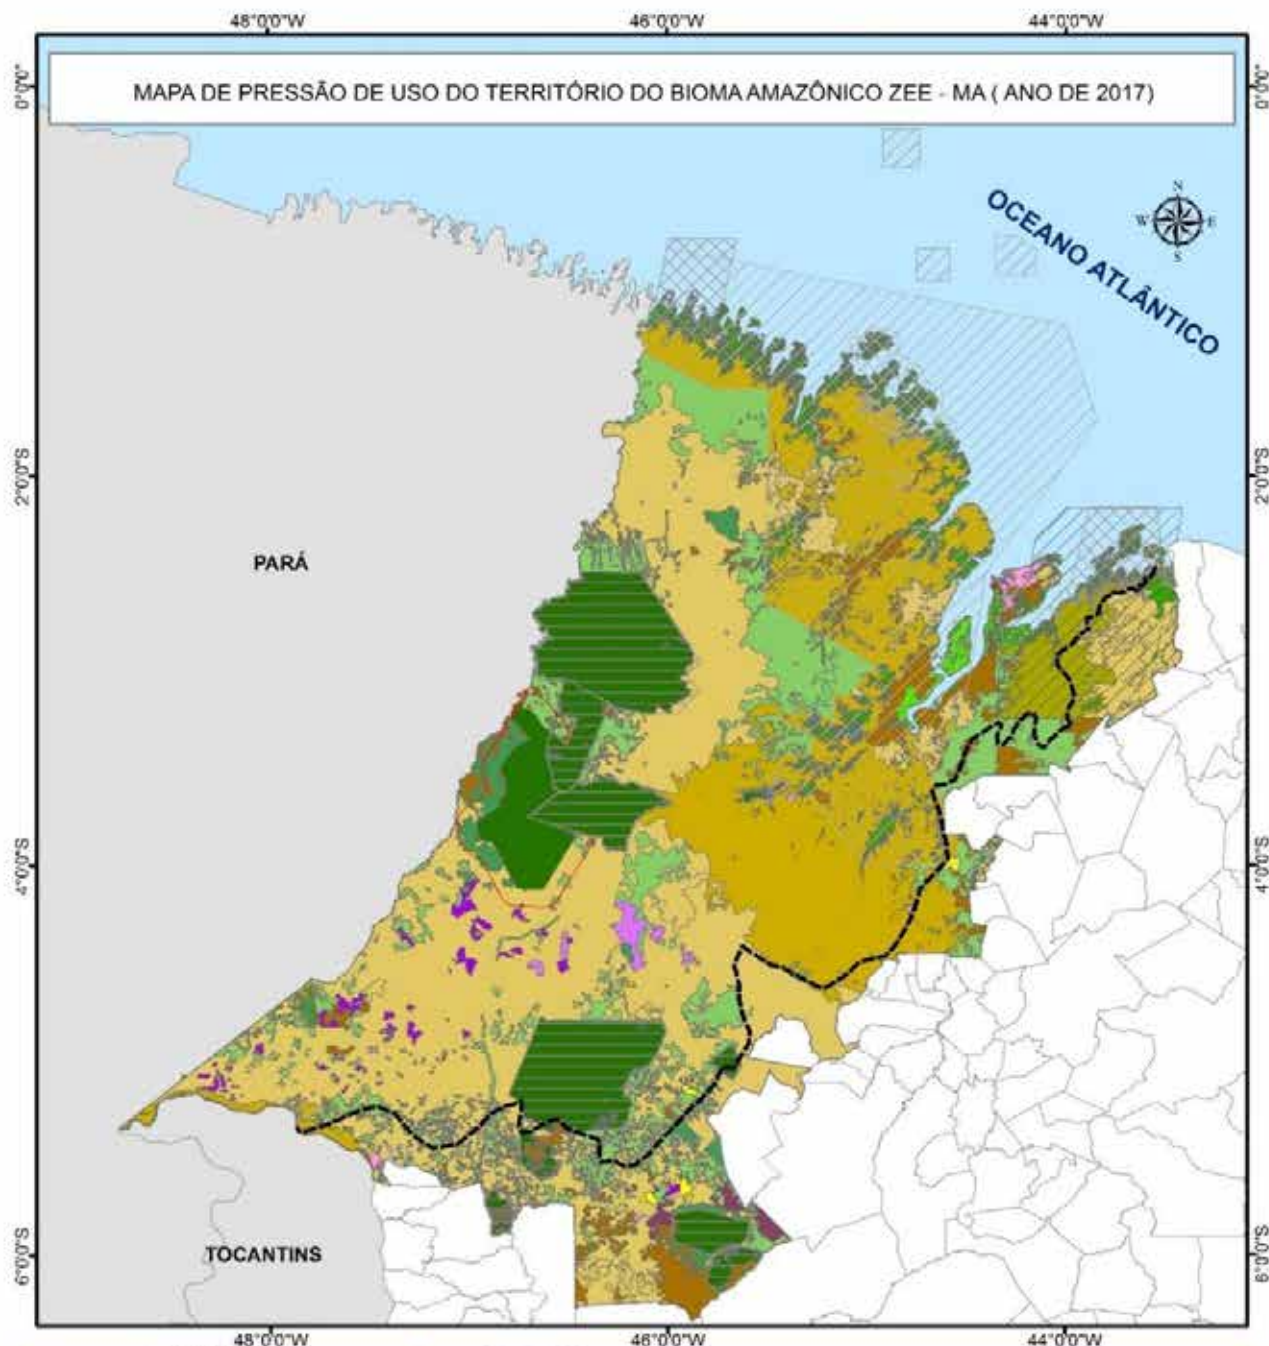 48°0'0"W 46°0'0"W 44°0'0"W
0°0'0" 0°0'0"
MAPA DE PRESSÃO DE USO DO TERRITÓRIO DO BIOMA AMAZÔNICO ZEE - MA ( ANO DE 2017)
N
W E
S
OCEANO ATLÂNTICO
2°0'0"S 2°0'0"S
PARÁ
4°0'0"S 4°0'0"S
TOCANTINS
6°0'0"S 6°0'0"S
48°0'0"W 46°0'0"W 44°0'0"W